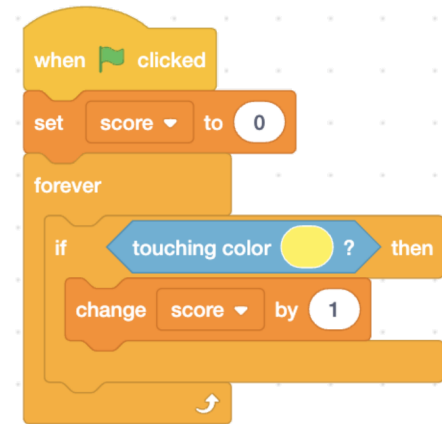 when clicked
set score to 0
forever
if touching color ? then
change score by 1